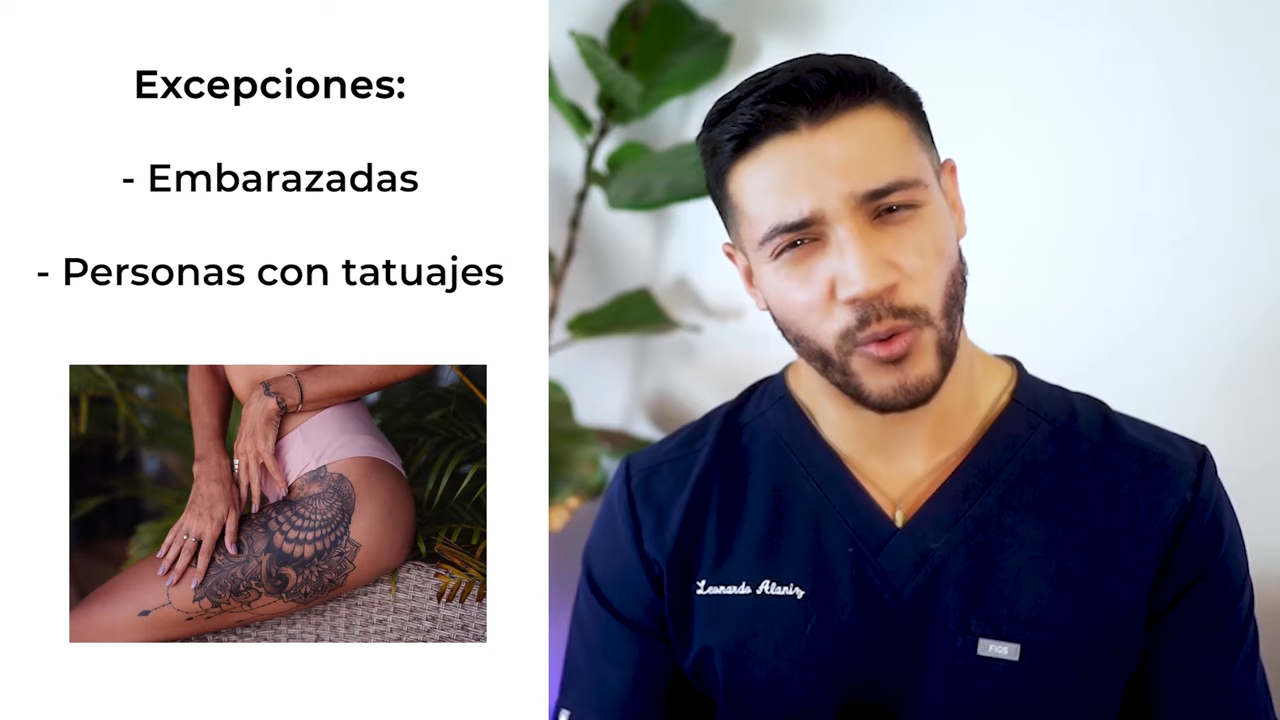 Excepciones:
- Embarazadas
- Personas con tatuajes
Leonardo Alaniz
FIGS